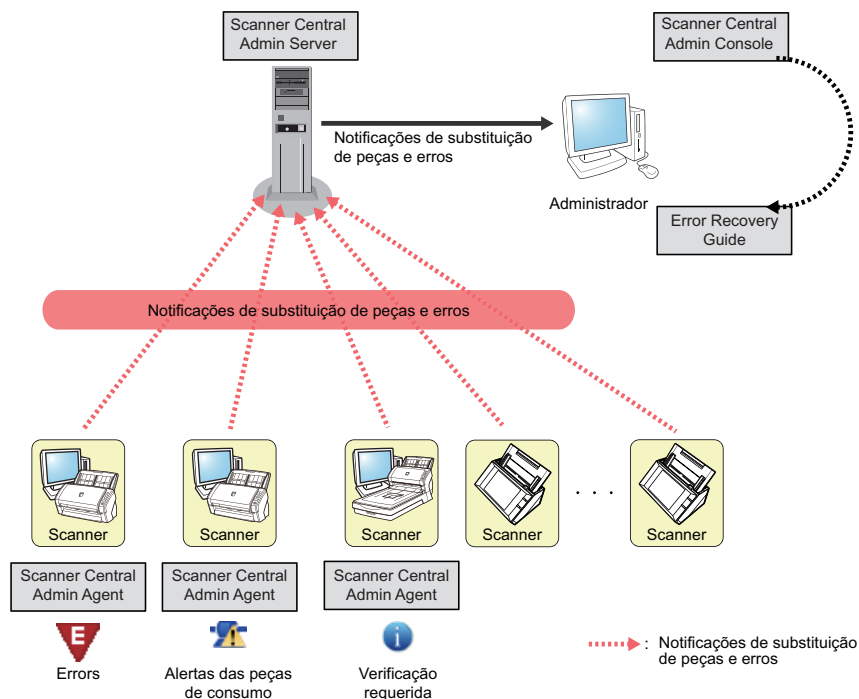 Scanner Central
Admin Server
Scanner Central
Admin Console
Notificações de substituição
de peças e erros
Administrador
Error Recovery
Guide
Notificações de substituição de peças e erros
Scanner
Scanner
Scanner
Scanner
. . .
Scanner
Scanner Central
Admin Agent
Scanner Central
Admin Agent
Scanner Central
Admin Agent
E
Errors
Alertas das peças
de consumo
i
Verificação
requerida
: Notificações de substituição
de peças e erros